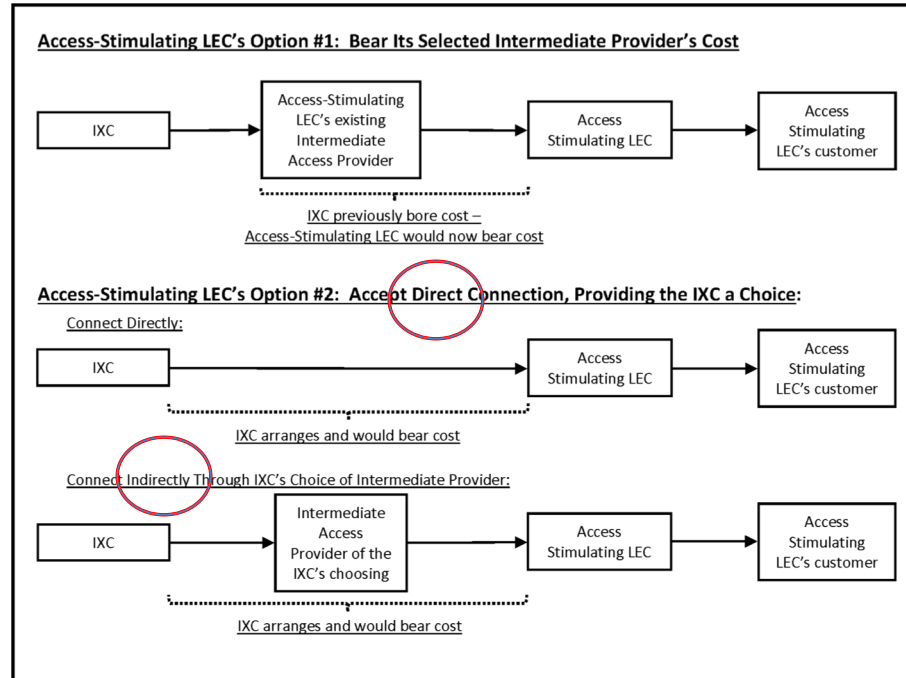 Access-Stimulating LEC's Option #1: Bear Its Selected Intermediate Provider's Cost
IXC
Access-Stimulating
LEC's existing
Intermediate
Access Provider
Access
Stimulating LEC
Access
Stimulating
LEC's customer
IXC previously bore cost –
Access-Stimulating LEC would now bear cost
Access-Stimulating LEC's Option #2: Accept Direct Connection, Providing the IXC a Choice:
Connect Directly:
IXC
Access
Stimulating LEC
Access
Stimulating
LEC's customer
IXC arranges and would bear cost
Connect Indirectly Through IXC's Choice of Intermediate Provider:
IXC
Intermediate
Access
Provider of the
IXC's choosing
Access
Stimulating LEC
Access
Stimulating
LEC's customer
IXC arranges and would bear cost